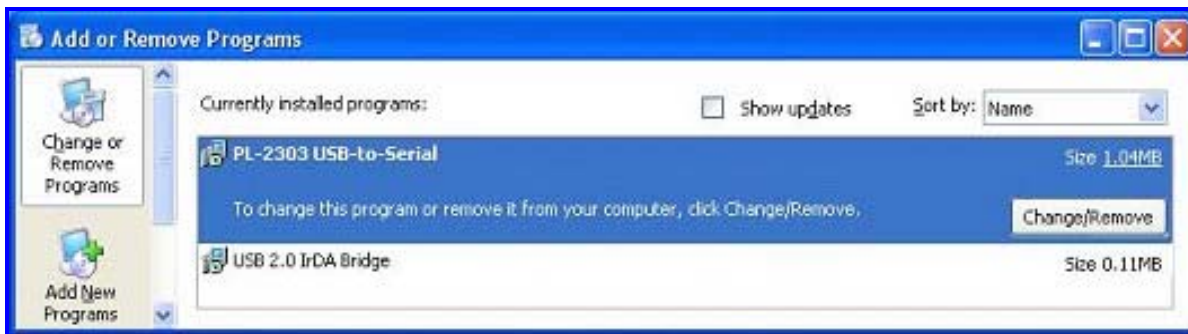 Add or Remove Programs
Change or
Remove
Programs
Add New
Programs
Currently installed programs:
Show updates
Sort by: Name
PL-2303 USB-to-Serial
Size 1.04MB
To change this program or remove it from your computer, click Change/Remove.
Change/Remove
USB 2.0 IrDA Bridge
Size 0.11MB